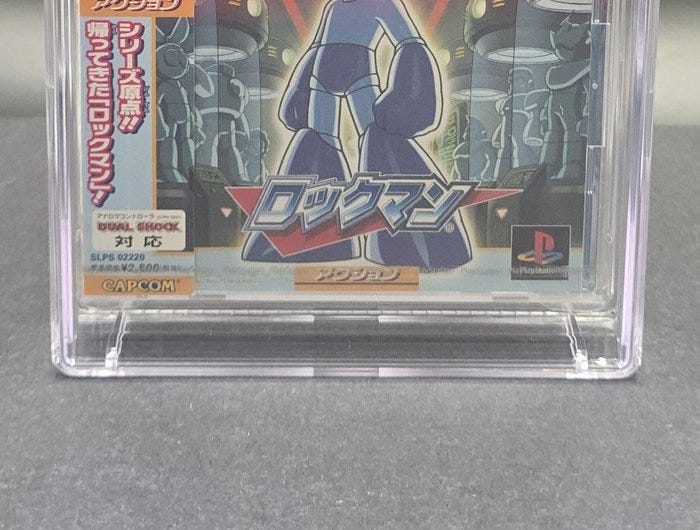 アクション
シリーズ原点!!
帰ってきた「ロックマン」!
アナログコントローラ
DUAL SHOCK
対応
SLPS 02220
¥2,800
CAPCOM
ロックマン
®
アクション
PlayStation